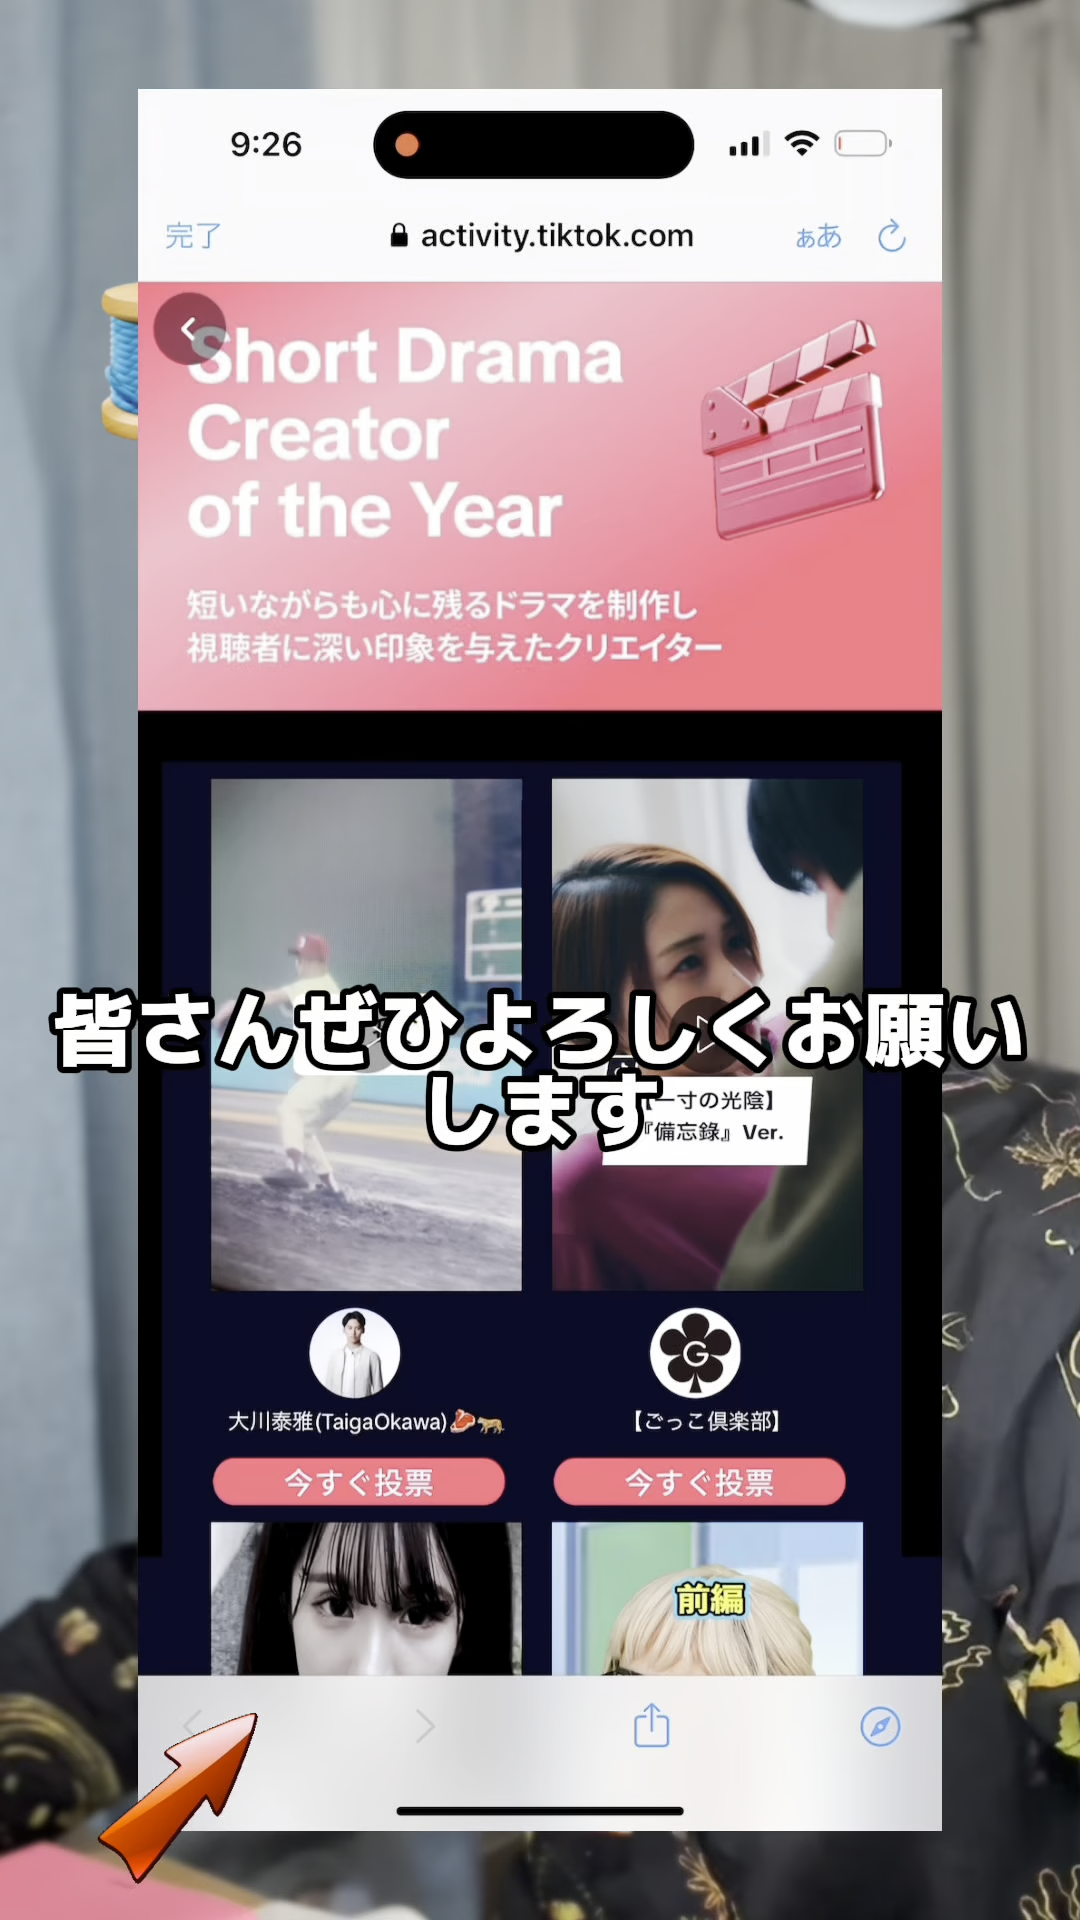 9:26
完了
activity.tiktok.com
ぁあ
Short Drama
Creator
of the Year
短いながらも心に残るドラマを制作し
視聴者に深い印象を与えたクリエイター
皆さんぜひよろしくお願い
します
【一寸の光陰】
『備忘錄』Ver.
G
大川泰雅(TaigaOkawa)🥩🐆
【ごっこ倶楽部】
今すぐ投票
今すぐ投票
前編